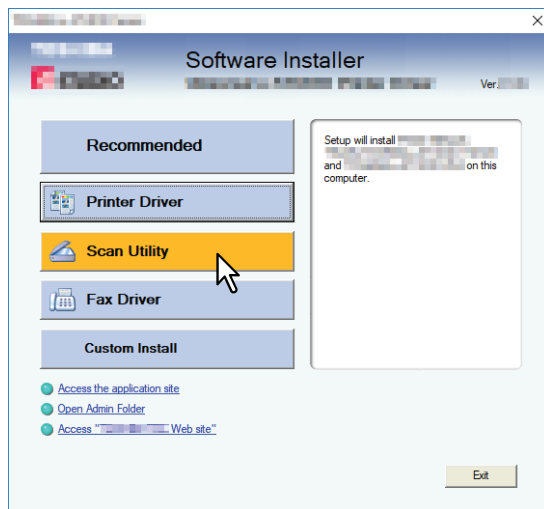 Software Installer
Ver.
Recommended
Setup will install
and on this
computer.
Printer Driver
Scan Utility
Fax Driver
Custom Install
Access the application site
Open Admin Folder
Access " Web site"
Exit